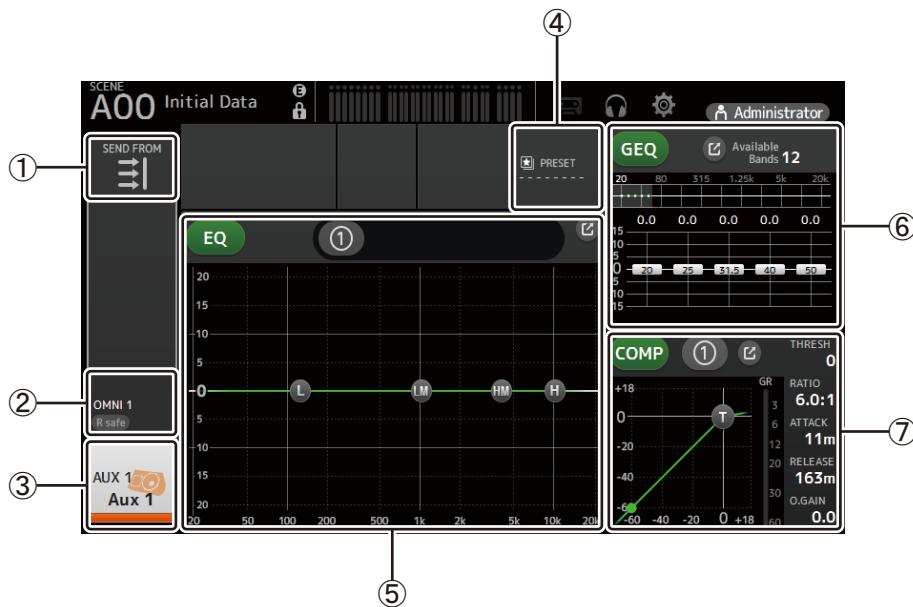 ④
SCENE
A00 Initial Data
E
Administrator
①
SEND FROM
PRESET
- - - - - - - -
GEQ
Available
Bands 12
20 80 315 1.25k 5k 20k
0.0 0.0 0.0 0.0 0.0
15
10
5
0
5
10
15
20 25 31.5 40 50
⑥
EQ
①
20
15
10
5
0
5
10
15
20
L LM HM H
20 50 100 200 500 1k 2k 5k 10k 20k
⑤
②
OMNI 1
R safe
③
AUX 1
Aux 1
COMP
①
THRESH
0
GR
RATIO
6.0:1
ATTACK
11m
RELEASE
163m
O.GAIN
0.0
+18
0
-20
-40
-60
T
3
6
12
20
30
60
-60 -40 -20 0 +18
⑦